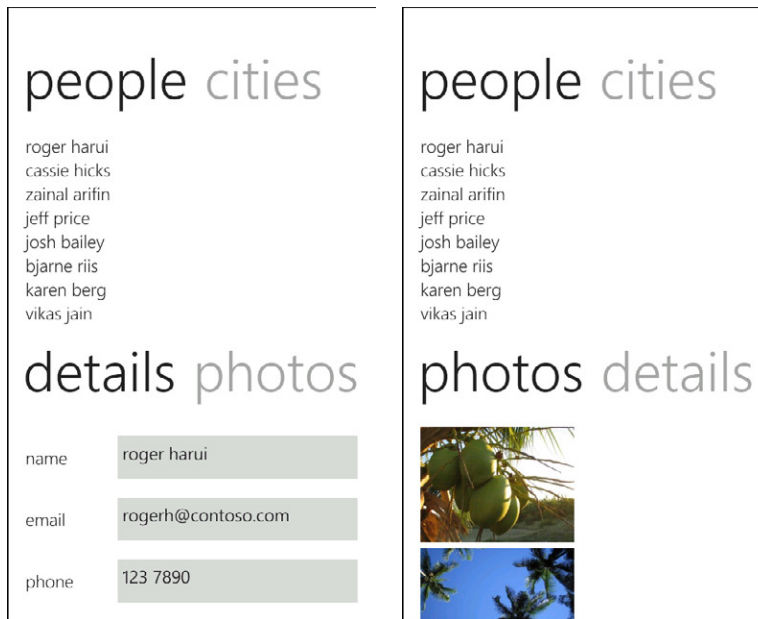 people cities
roger harui
cassie hicks
zainal arifin
jeff price
josh bailey
bjarne riis
karen berg
vikas jain
details photos
name roger harui
email rogerh@contoso.com
phone 123 7890
people cities
roger harui
cassie hicks
zainal arifin
jeff price
josh bailey
bjarne riis
karen berg
vikas jain
photos details